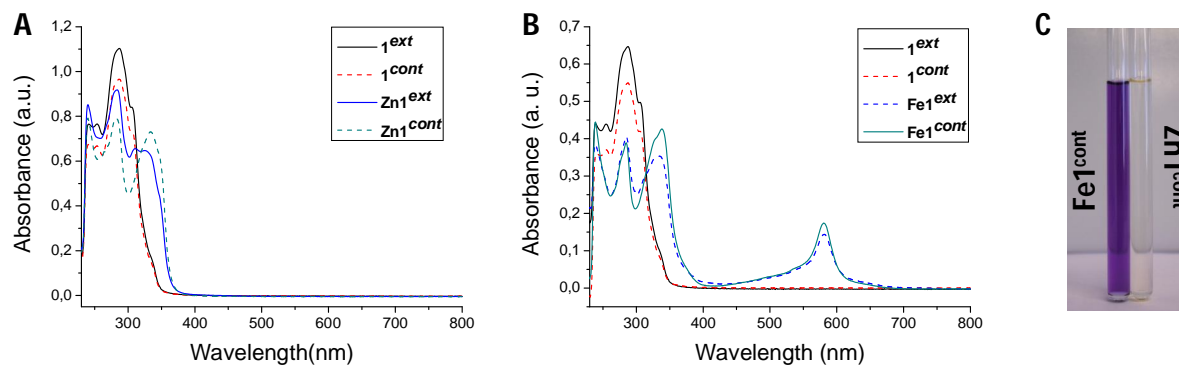 A
Absorbance (a.u.)
1,2
1,0
0,8
0,6
0,4
0,2
0,0
300
400
500
600
700
800
Wavelength(nm)
1ext
1cont
Zn1ext
Zn1cont
B
Absorbance (a. u.)
0,7
0,6
0,5
0,4
0,3
0,2
0,1
0,0
300
400
500
600
700
800
Wavelength (nm)
1ext
1cont
Fe1ext
Fe1cont
C
Fe1cont